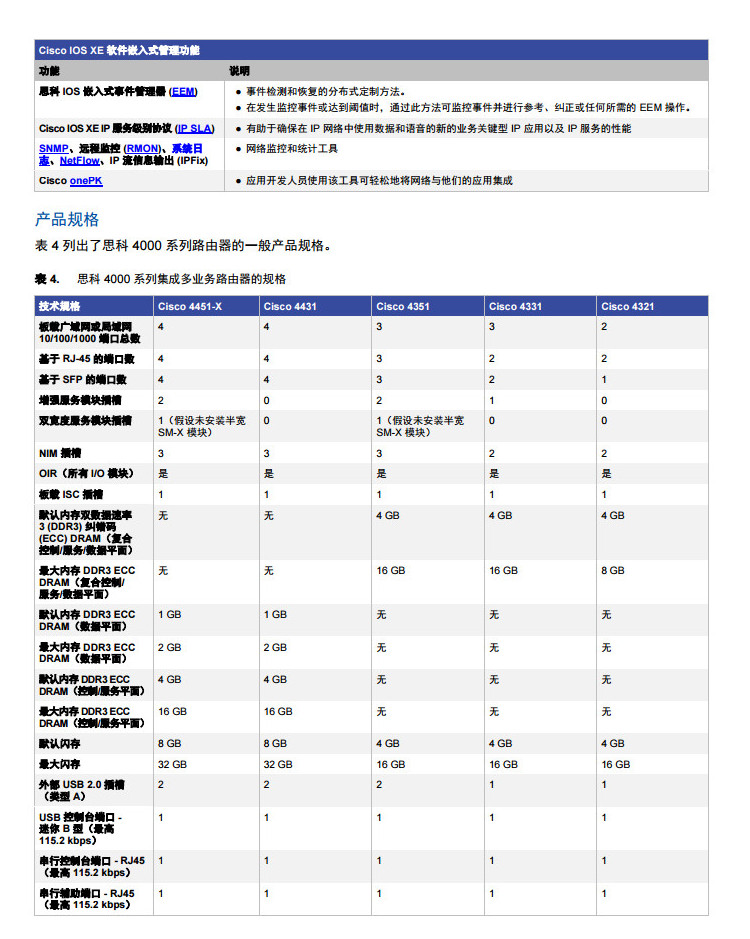 Cisco IOS XE 软件嵌入式管理功能
功能 说明
思科 IOS 嵌入式事件管理器 (EEM)
● 事件检测和恢复的分布式定制方法。
● 在发生监控事件或达到阈值时，通过此方法可监控事件并进行参考、纠正或任何所需的 EEM 操作。
Cisco IOS XE IP 服务级别协议 (IP SLA)
● 有助于确保在 IP 网络中使用数据和语音的新的业务关键型 IP 应用以及 IP 服务的性能
SNMP、远程监控 (RMON)、系统日
志、NetFlow、IP 流信息输出 (IPFix)
● 网络监控和统计工具
Cisco onePK
● 应用开发人员使用该工具可轻松地将网络与他们的应用集成
产品规格
表 4 列出了思科 4000 系列路由器的一般产品规格。
表 4. 思科 4000 系列集成多业务路由器的规格
技术规格 Cisco 4451-X Cisco 4431 Cisco 4351 Cisco 4331 Cisco 4321
板载广域网或局域网
10/100/1000 端口总数
4 4 3 3 2
基于 RJ-45 的端口数 4 4 3 2 2
基于 SFP 的端口数 4 4 3 2 1
增强服务模块插槽 2 0 2 1 0
双宽度服务模块插槽 1（假设未安装半宽 0 1（假设未安装半宽 0 0
SM-X 模块） SM-X 模块）
NIM 插槽 3 3 3 2 2
OIR（所有 I/O 模块） 是 是 是 是 是
板载 ISC 插槽 1 1 1 1 1
默认内存双数据速率 无 无 4 GB 4 GB 4 GB
3 (DDR3) 纠错码
(ECC) DRAM（复合
控制/服务/数据平面）
最大内存 DDR3 ECC 无 无 16 GB 16 GB 8 GB
DRAM（复合控制/
服务/数据平面）
默认内存 DDR3 ECC 1 GB 1 GB 无 无 无
DRAM（数据平面）
最大内存 DDR3 ECC 2 GB 2 GB 无 无 无
DRAM（数据平面）
默认内存 DDR3 ECC 4 GB 4 GB 无 无 无
DRAM（控制/服务平面）
最大内存 DDR3 ECC 16 GB 16 GB 无 无 无
DRAM（控制/服务平面）
默认闪存 8 GB 8 GB 4 GB 4 GB 4 GB
最大闪存 32 GB 32 GB 16 GB 16 GB 16 GB
外部 USB 2.0 插槽 2 2 2 1 1
（类型 A）
USB 控制台端口 - 1 1 1 1 1
迷你 B 型（最高
115.2 kbps）
串行控制台端口 - RJ45 1 1 1 1 1
（最高 115.2 kbps）
串行辅助端口 - RJ45 1 1 1 1 1
（最高 115.2 kbps）